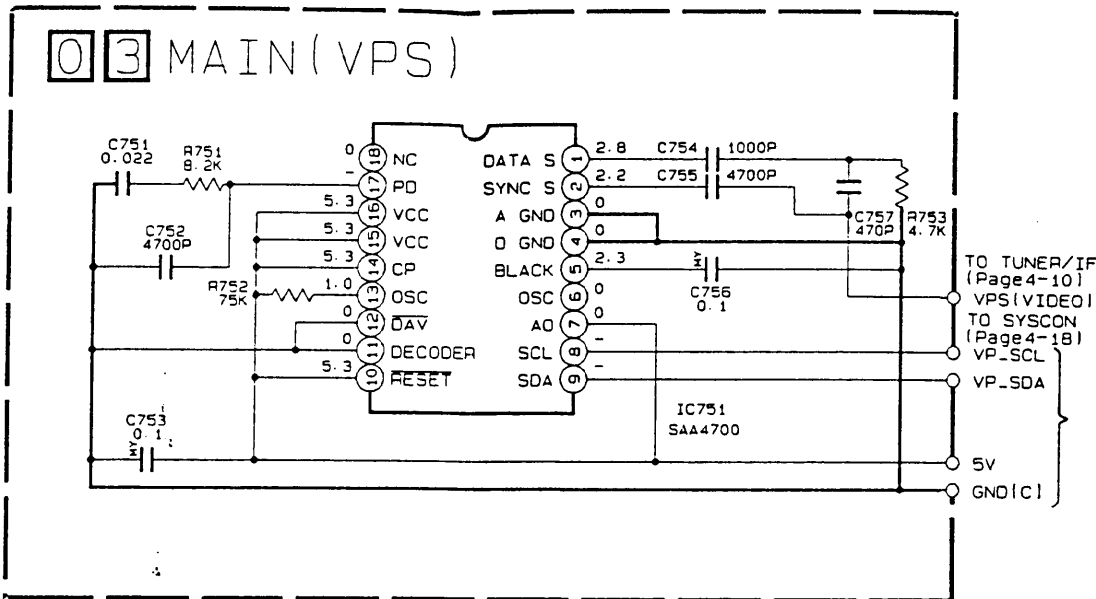 03 MAIN(VPS)
C751
0.022
R751
8.2K
C752
4700P
R752
75K
C753
0.1
MY
0
18
NC
-
17
PD
5.3
16
VCC
5.3
15
VCC
5.3
14
CP
1.0
13
OSC
0
12
DAV
0
11
DECODER
5.3
10
RESET
DATA S
1
2.8
C754
1000P
SYNC S
2
2.2
C755
4700P
A GND
3
0
D GND
4
0
BLACK
5
2.3
MY
C756
0.1
OSC
6
0
AO
7
0
SCL
8
-
SDA
9
-
C757
470P
R753
4.7K
IC751
SAA4700
TO TUNER/IF
(Page4-10)
VPS(VIDEO)
TO SYSCON
(Page4-18)
VP_SCL
VP_SDA
5V
GND(C)